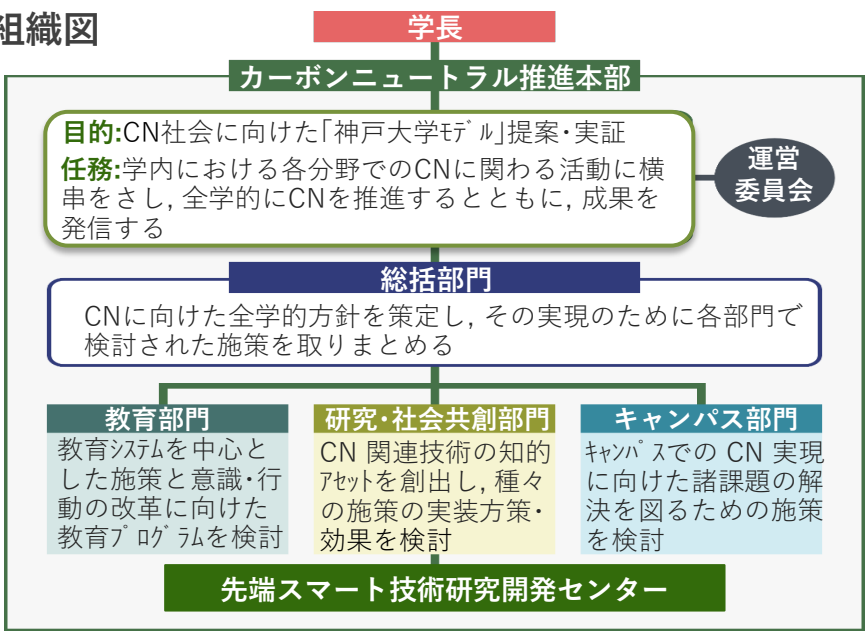 組織図
学長
カーボンニュートラル推進本部
目的:CN社会に向けた「神戸大学ﾓﾃﾞﾙ」提案・実証
任務:学内における各分野でのCNに関わる活動に横
串をさし, 全学的にCNを推進するとともに, 成果を
発信する
運営
委員会
総括部門
CNに向けた全学的方針を策定し, その実現のために各部門で
検討された施策を取りまとめる
教育部門
教育ｼｽﾃﾑを中心と
した施策と意識・行
動の改革に向けた
教育ﾌﾟﾛｸﾞﾗﾑを検討
研究・社会共創部門
CN 関連技術の知的
ｱｾｯﾄを創出し, 種々
の施策の実装方策・
効果を検討
キャンパス部門
ｷｬﾝﾊﾟｽでの CN 実現
に向けた諸課題の解
決を図るための施策
を検討
先端スマート技術研究開発センター